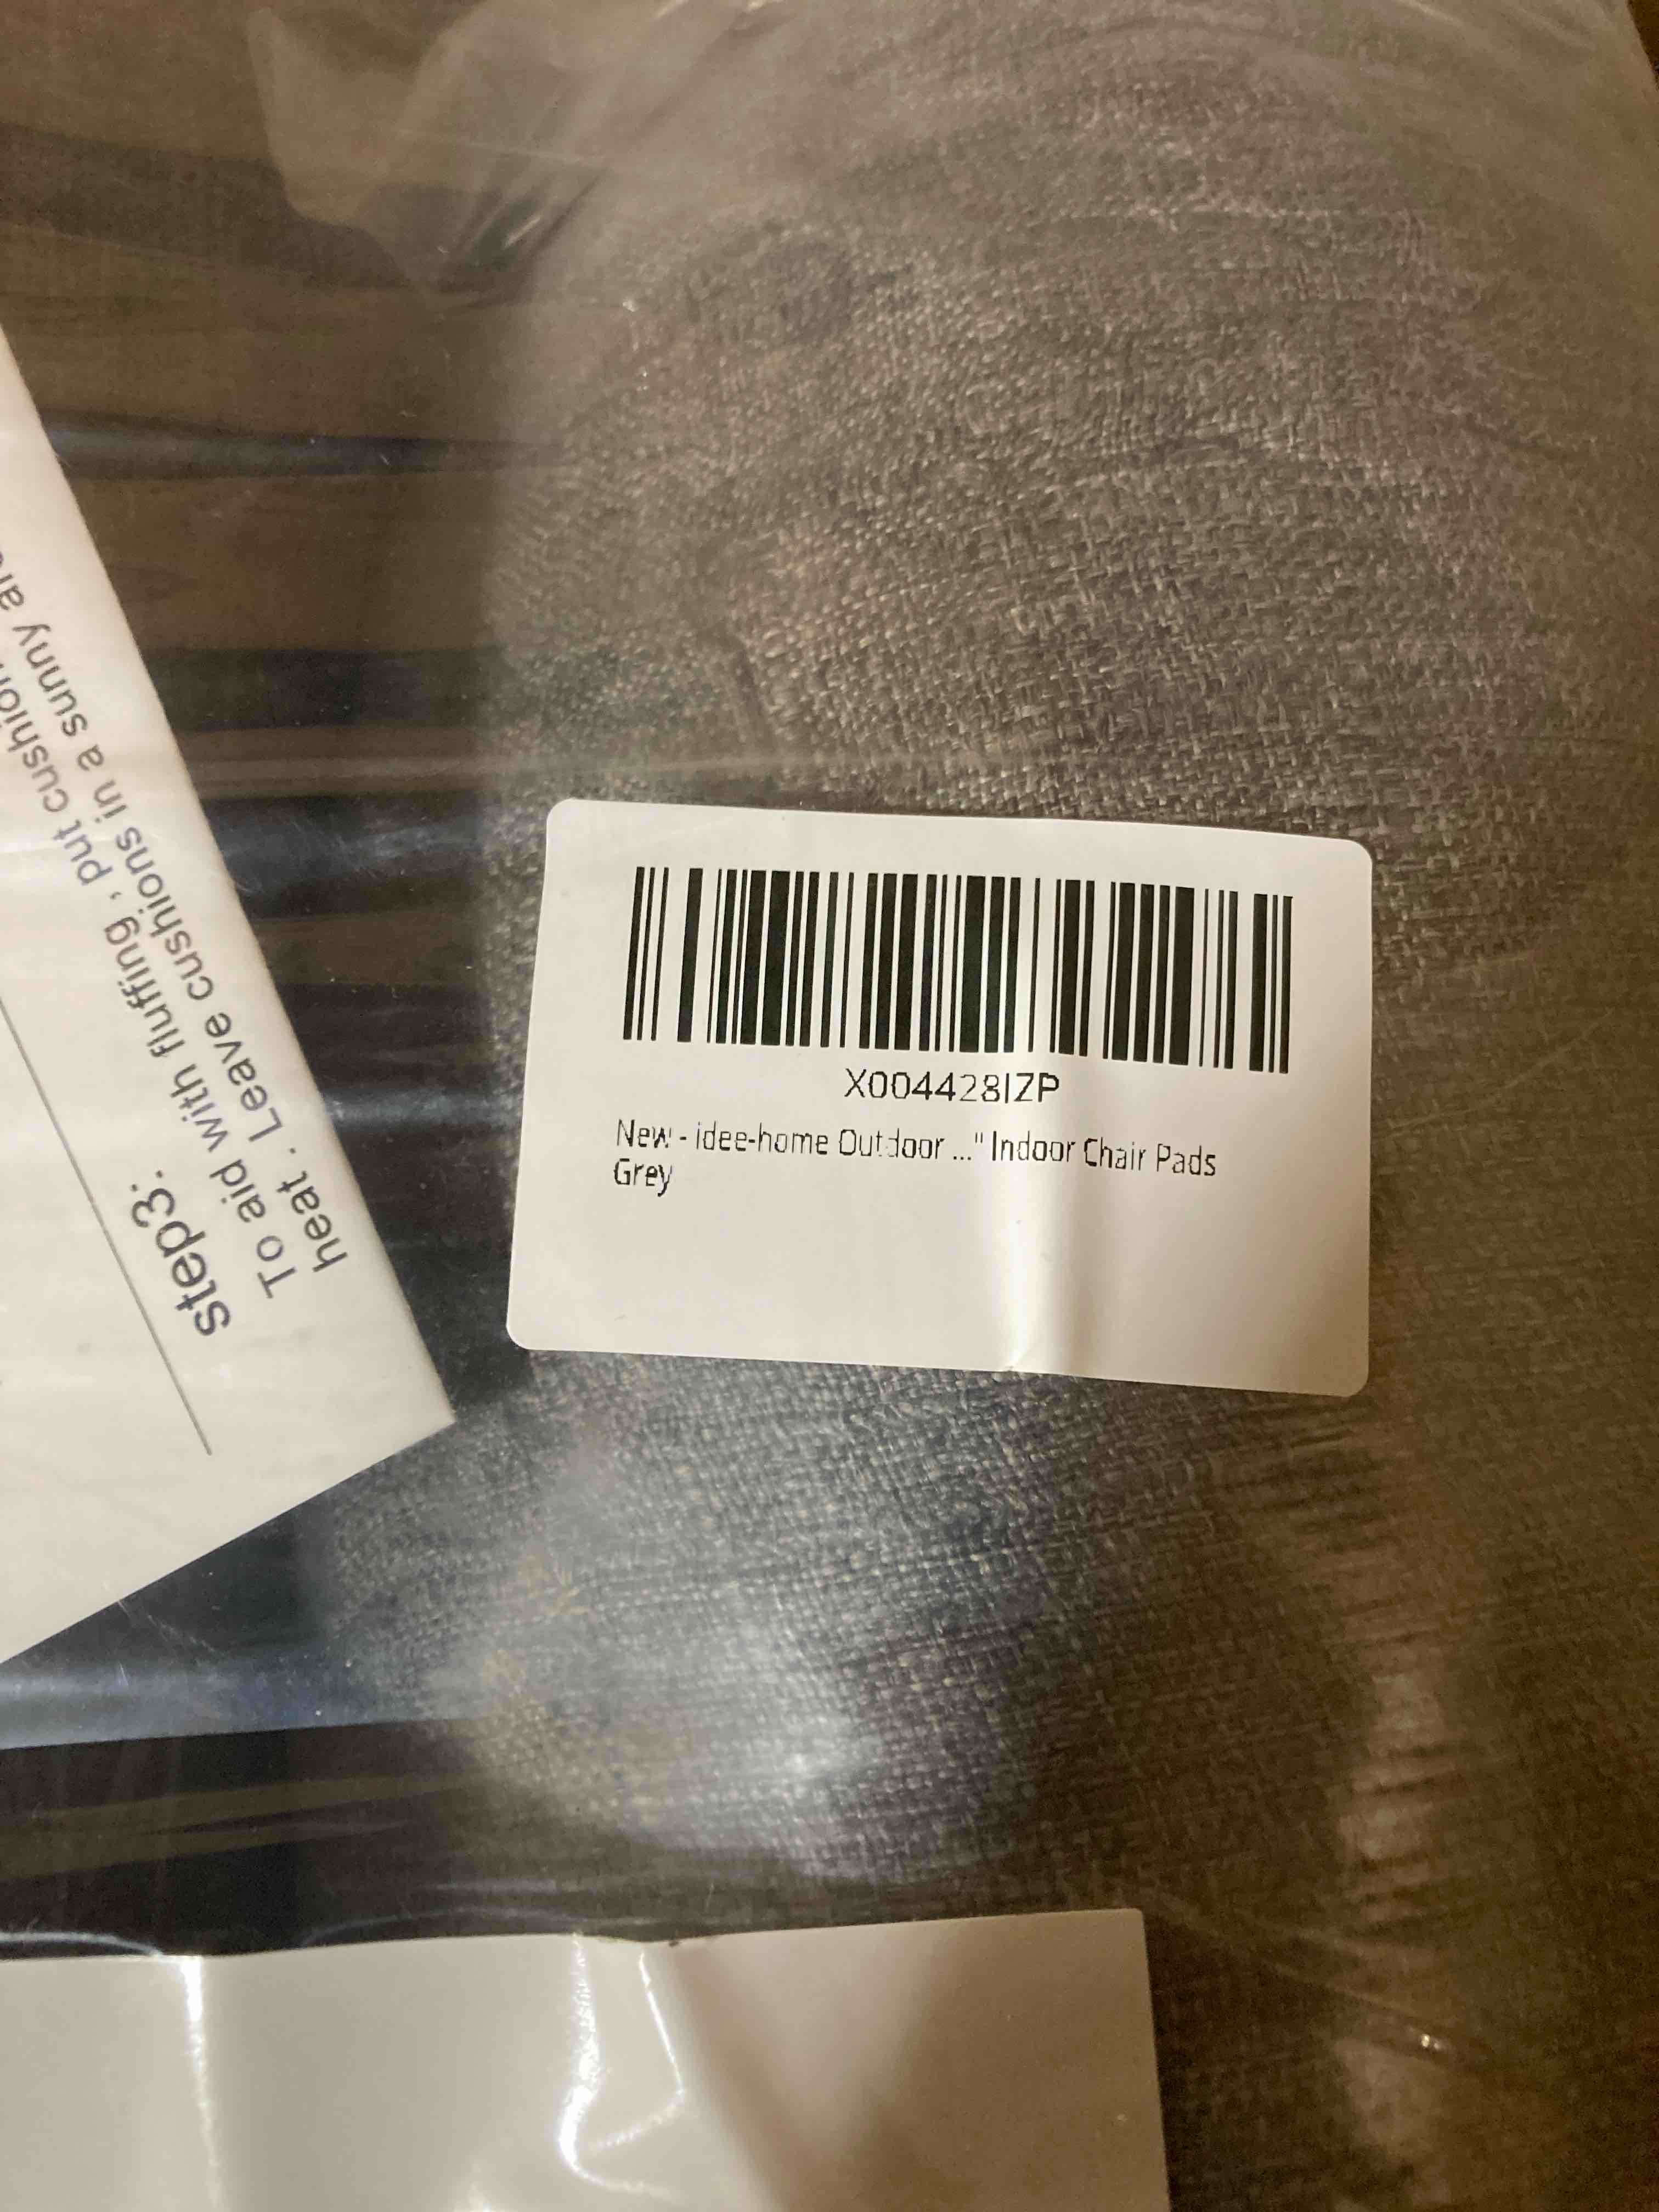 step3:
To aid with fluffing , put
heat . Leave cushions in a sunny
X004428IZP
New - idee-home Outdoor ..." Indoor Chair Pads
Grey